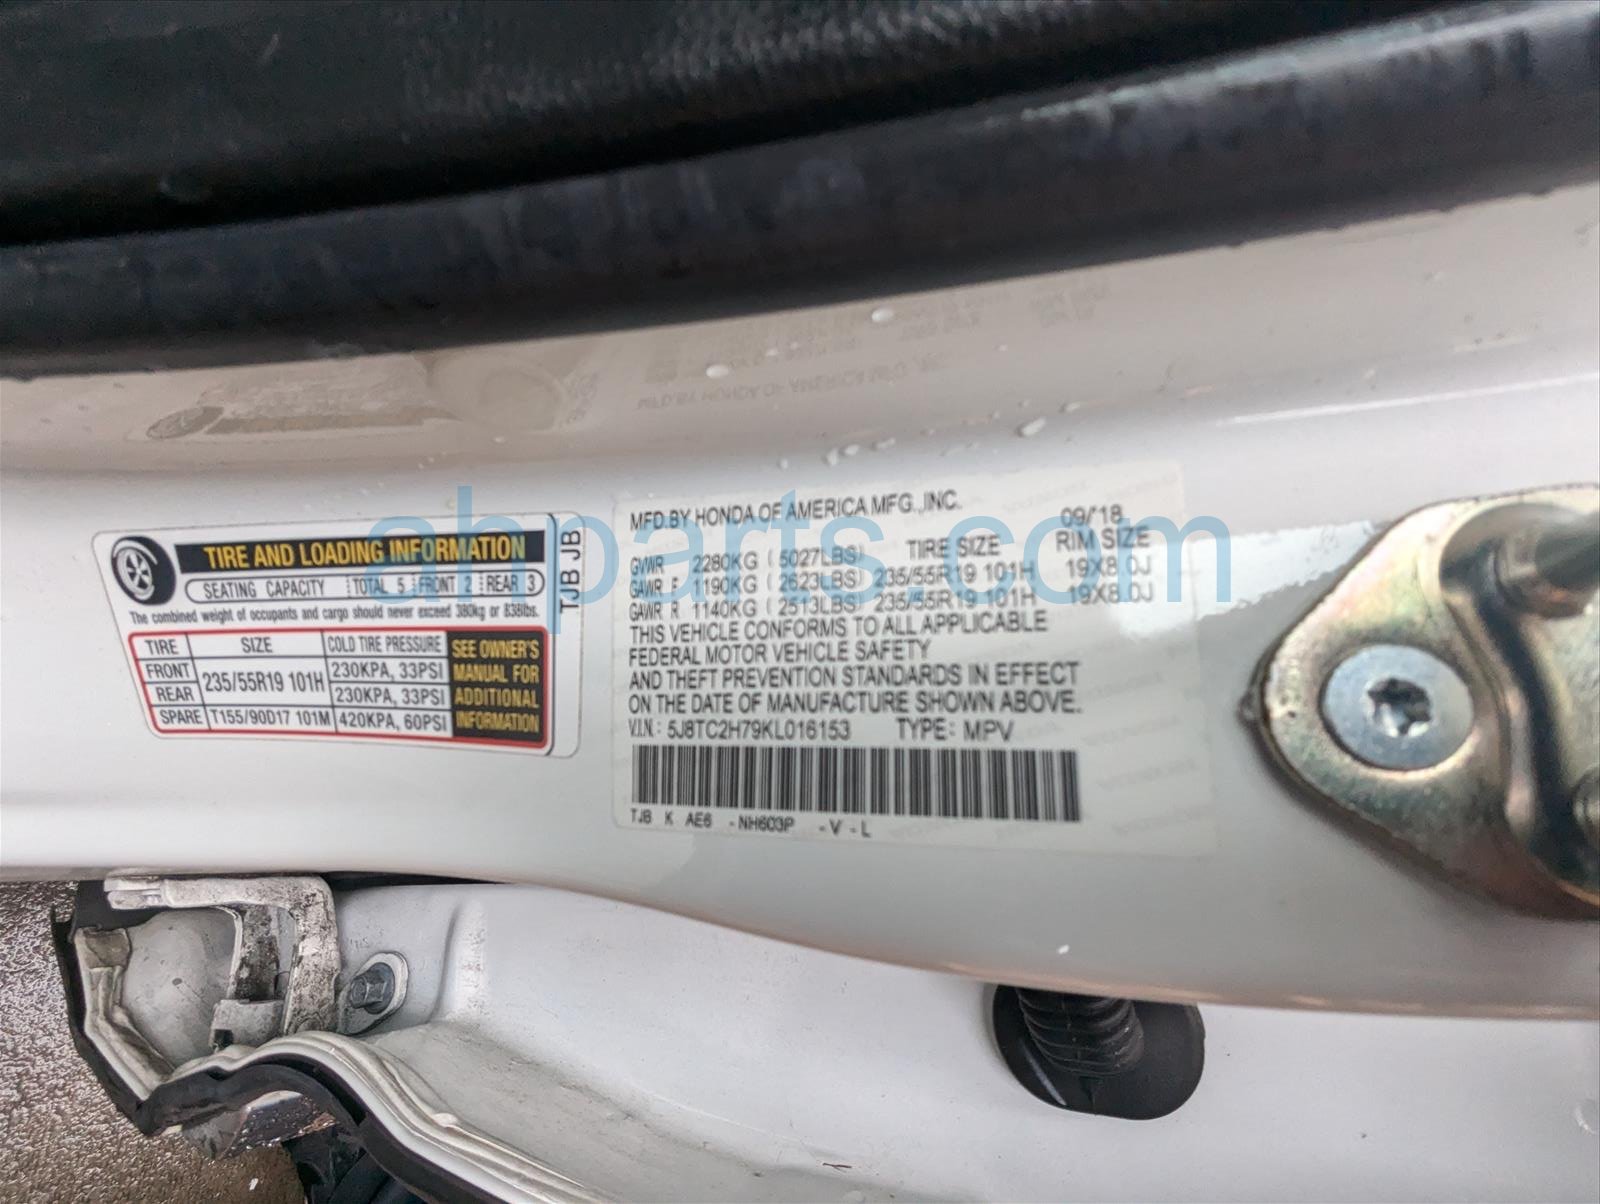 TIRE AND LOADING INFORMATION
SEATING CAPACITY TOTAL 5 FRONT 2 REAR 3
The combined weight of occupants and cargo should never exceed 380kg or 838lbs.
TIRE SIZE COLD TIRE PRESSURE
FRONT 235/55R19 101H 230KPA, 33PSI
REAR 230KPA, 33PSI
SPARE T155/90D17 101M 420KPA, 60PSI
SEE OWNER'S
MANUAL FOR
ADDITIONAL
INFORMATION
TJB JB
MFD. BY HONDA OF AMERICA MFG., INC. 09/'18
GVWR 2280KG (5027LBS) TIRE SIZE RIM SIZE
GAWR F 1190KG (2623LBS) 235/55R19 101H 19X8.0J
GAWR R 1140KG (2513LBS) 235/55R19 101H 19X8.0J
THIS VEHICLE CONFORMS TO ALL APPLICABLE
FEDERAL MOTOR VEHICLE SAFETY
AND THEFT PREVENTION STANDARDS IN EFFECT
ON THE DATE OF MANUFACTURE SHOWN ABOVE.
V.I.N.: 5J8TC2H79KL016153 TYPE: MPV
TJB K AE6 -NH603P -V-L
ahparts.com